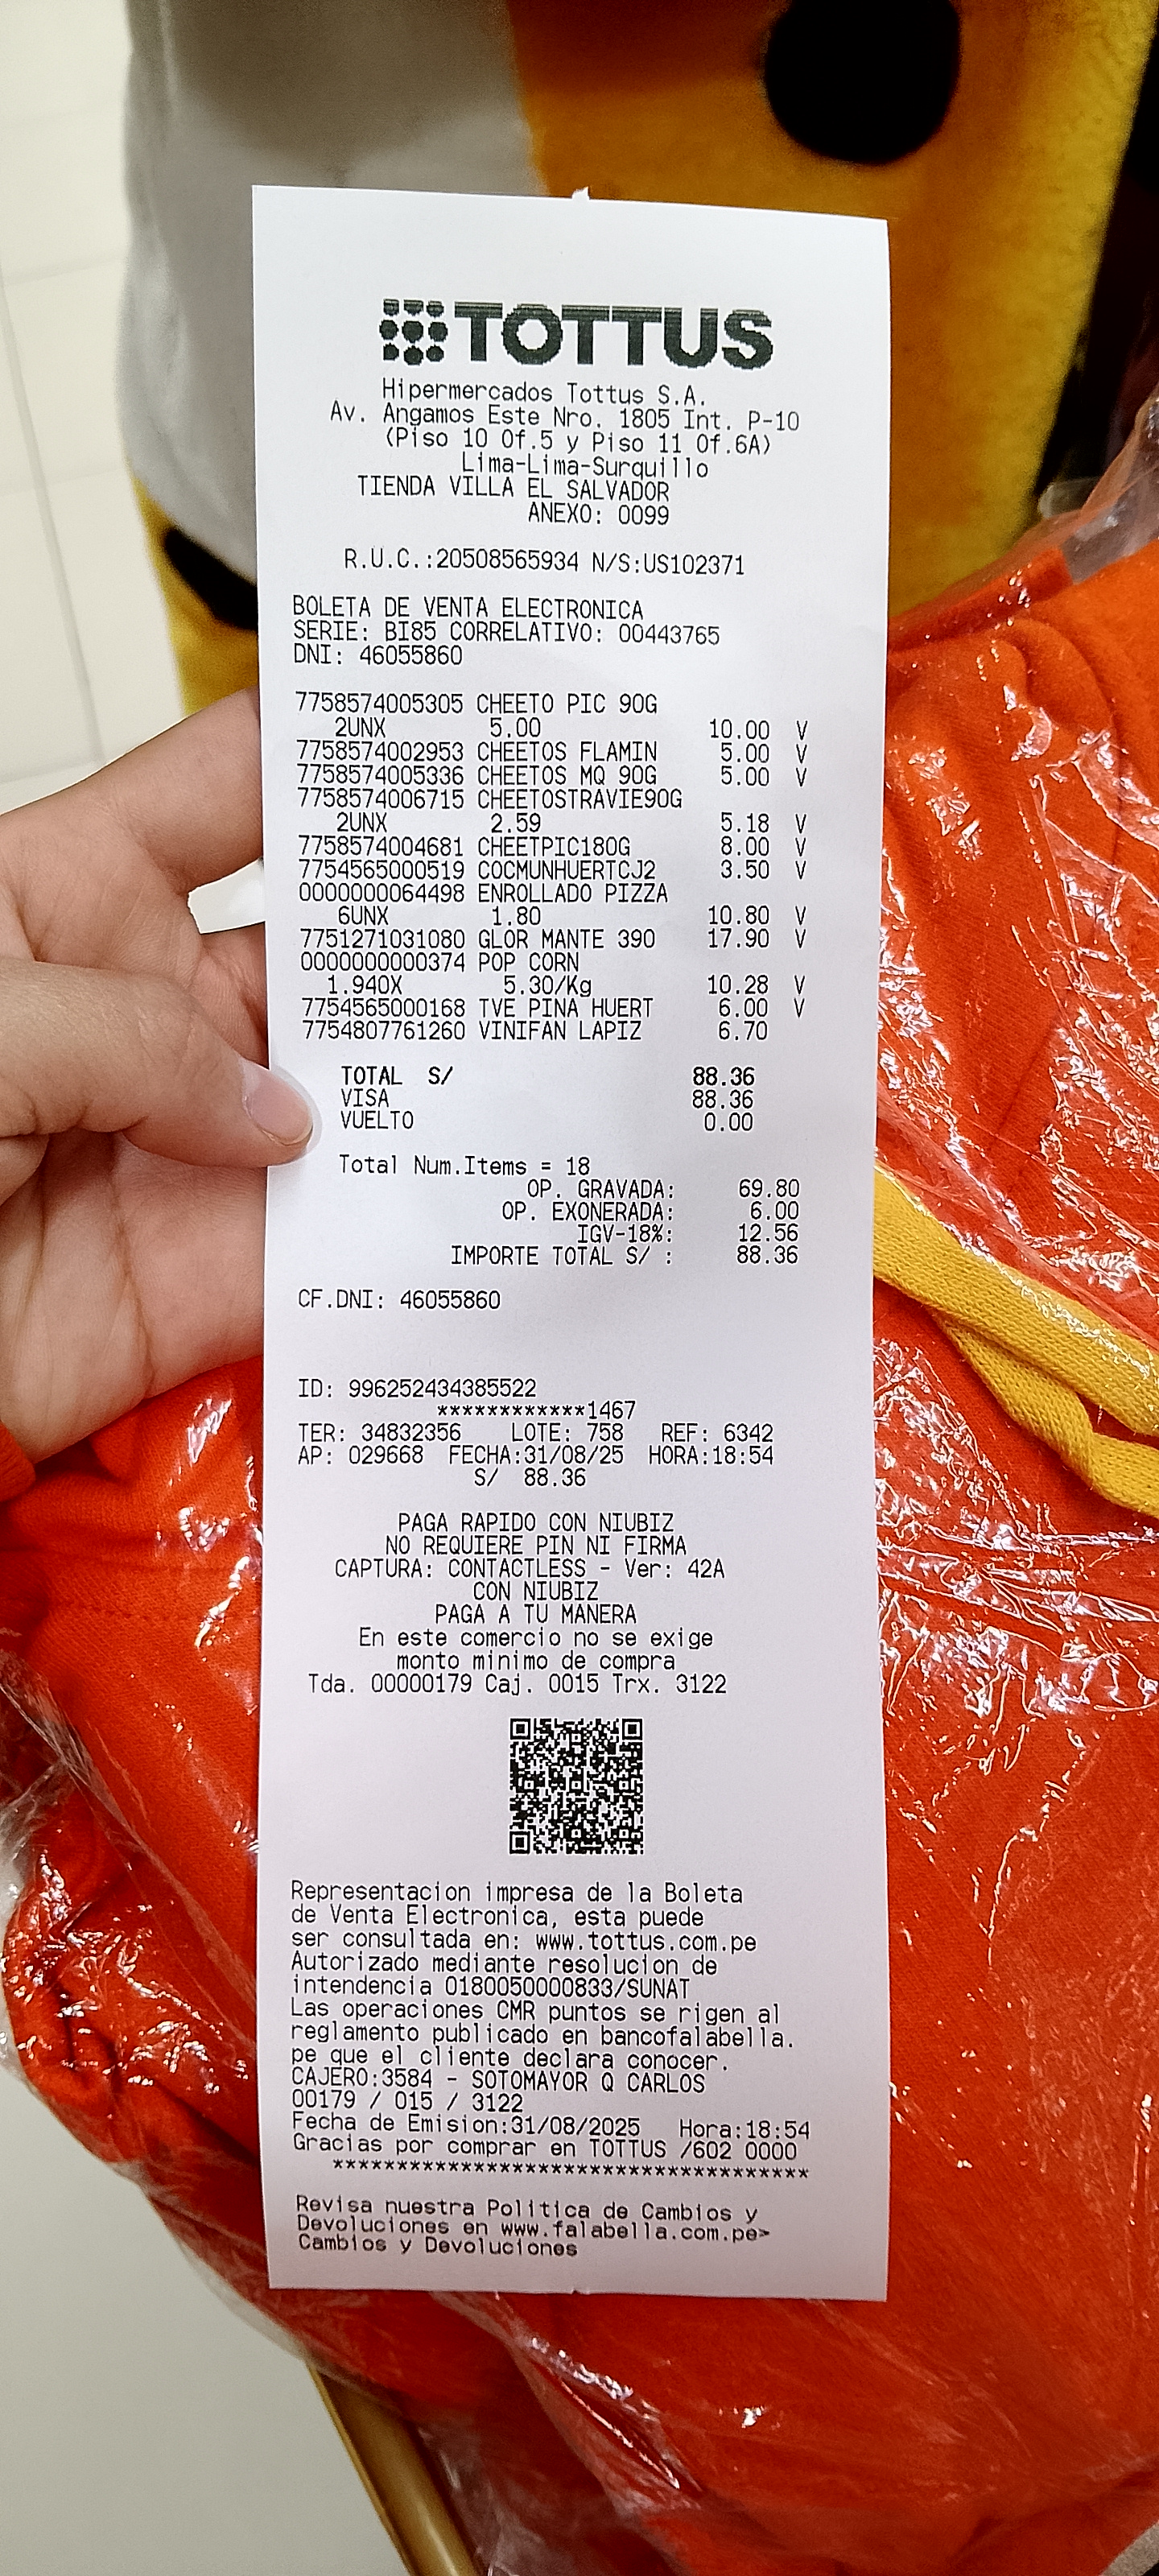 TOTTUS
Hipermercados Tottus S.A.
Av. Angamos Este Nro. 1805 Int. P-10
(Piso 10 Of.5 y Piso 11 Of.6A)
Lima-Lima-Surquillo
TIENDA VILLA EL SALVADOR
ANEXO: 0099
R.U.C.:20508565934 N/S:US102371
BOLETA DE VENTA ELECTRONICA
SERIE: BI85 CORRELATIVO: 00443765
DNI: 46055860
7758574005305 CHEETO PIC 90G
2UNX 5.00 10.00 V
7758574002953 CHEETOS FLAMIN 5.00 V
7758574005336 CHEETOS MQ 90G 5.00 V
7758574006715 CHEETOSTRAVIE90G
2UNX 2.59 5.18 V
7758574004681 CHEETPIC180G 8.00 V
7754565000519 COCMUNHUERTCJ2 3.50 V
0000000064498 ENROLLADO PIZZA
6UNX 1.80 10.80 V
7751271031080 GLOR MANTE 390 17.90 V
0000000000374 POP CORN
1.940X 5.30/Kg 10.28 V
7754565000168 TVE PINA HUERT 6.00 V
7754807761260 VINIFAN LAPIZ 6.70
TOTAL S/ 88.36
VISA 88.36
VUELTO 0.00
Total Num.Items = 18
OP. GRAVADA: 69.80
OP. EXONERADA: 6.00
IGV-18%: 12.56
IMPORTE TOTAL S/ : 88.36
CF.DNI: 46055860
ID: 996252434385522
************1467
TER: 34832356 LOTE: 758 REF: 6342
AP: 029668 FECHA:31/08/25 HORA:18:54
S/ 88.36
PAGA RAPIDO CON NIUBIZ
NO REQUIERE PIN NI FIRMA
CAPTURA: CONTACTLESS - Ver: 42A
CON NIUBIZ
PAGA A TU MANERA
En este comercio no se exige
monto minimo de compra
Tda. 00000179 Caj. 0015 Trx. 3122
Representacion impresa de la Boleta
de Venta Electronica, esta puede
ser consultada en: www.tottus.com.pe
Autorizado mediante resolucion de
intendencia 0180050000833/SUNAT
Las operaciones CMR puntos se rigen al
reglamento publicado en bancofalabella.
pe que el cliente declara conocer.
CAJERO:3584 - SOTOMAYOR Q CARLOS
00179 / 015 / 3122
Fecha de Emision:31/08/2025 Hora:18:54
Gracias por comprar en TOTTUS /602 0000
*************************************
Revisa nuestra Politica de Cambios y
Devoluciones en www.falabella.com.pe>
Cambios y Devoluciones